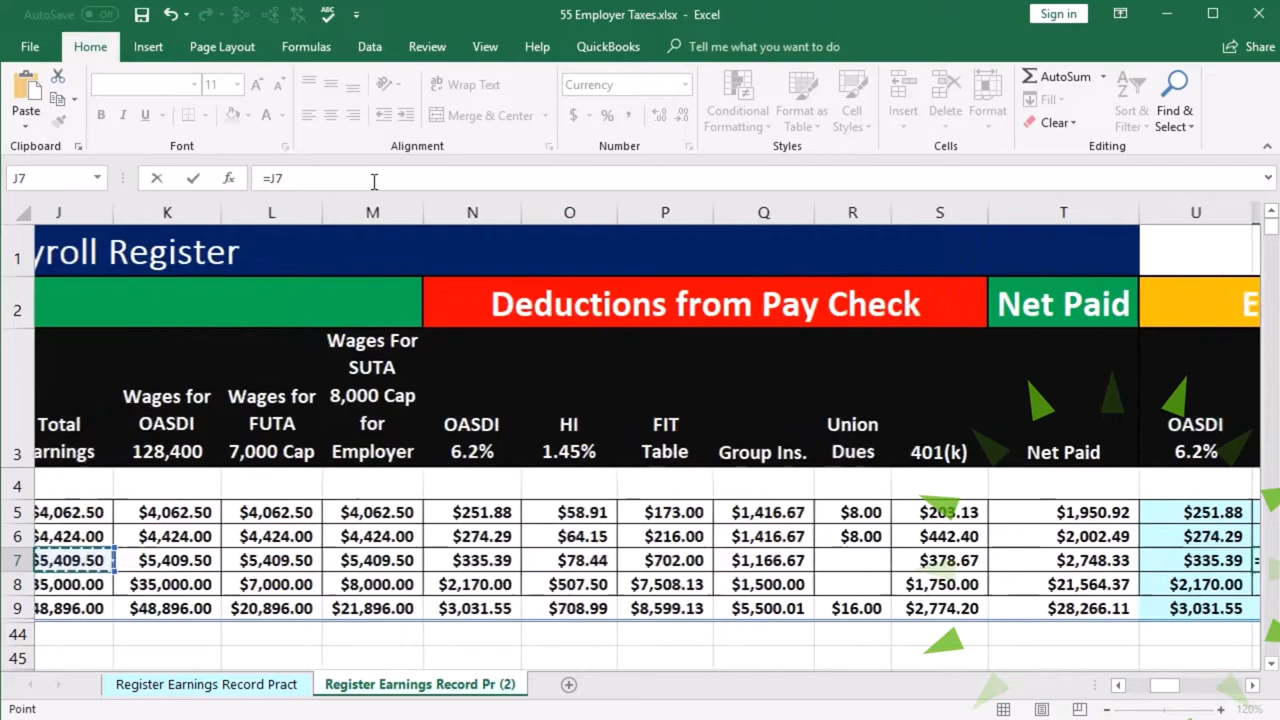 AutoSave Off 55 Employer Taxes.xlsx - Excel Sign in
File Home Insert Page Layout Formulas Data Review View Help QuickBooks Tell me what you want to do Share
Paste 11 Wrap Text Currency AutoSum
B I U Merge & Center $ % Conditional Formatting Format as Table Cell Styles Insert Delete Format Fill Clear Sort & Filter Find & Select
Clipboard Font Alignment Number Styles Cells Editing
J7 fx =J7
J K L M N O P Q R S T U
1 yroll Register
2 Deductions from Pay Check Net Paid E
Wages For
SUTA
Wages for Wages for 8,000 Cap Union
Total OASDI FUTA for OASDI HI FIT Dues OASDI
3 arnings 128,400 7,000 Cap Employer 6.2% 1.45% Table Group Ins. 401(k) Net Paid 6.2%
4
5 $4,062.50 $4,062.50 $4,062.50 $4,062.50 $251.88 $58.91 $173.00 $1,416.67 $8.00 $203.13 $1,950.92 $251.88
6 $4,424.00 $4,424.00 $4,424.00 $4,424.00 $274.29 $64.15 $216.00 $1,416.67 $8.00 $442.40 $2,002.49 $274.29
7 $5,409.50 $5,409.50 $5,409.50 $5,409.50 $335.39 $78.44 $702.00 $1,166.67 $378.67 $2,748.33 $335.39 =
8 35,000.00 $35,000.00 $7,000.00 $8,000.00 $2,170.00 $507.50 $7,508.13 $1,500.00 $1,750.00 $21,564.37 $2,170.00
9 48,896.00 $48,896.00 $20,896.00 $21,896.00 $3,031.55 $708.99 $8,599.13 $5,500.01 $16.00 $2,774.20 $28,266.11 $3,031.55
44
45
Register Earnings Record Pract Register Earnings Record Pr (2)
Point 120%